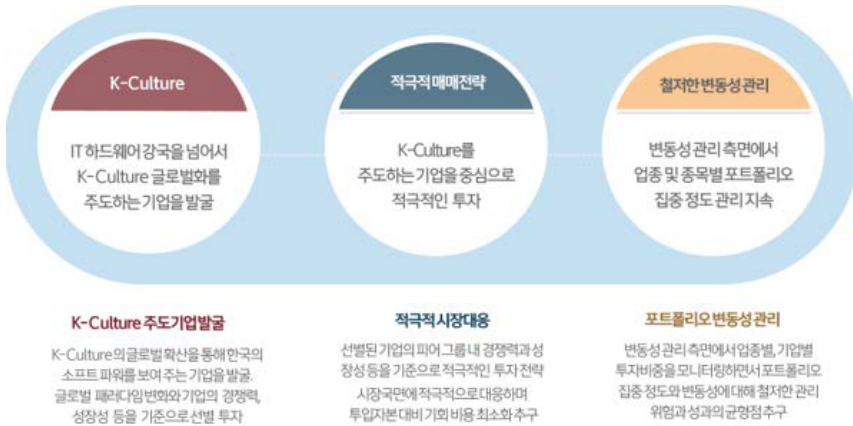 K-Culture
IT 하드웨어 강국을 넘어서
K-Culture 글로벌화를
주도하는 기업을 발굴
적극적 매매전략
K-Culture를
주도하는 기업을 중심으로
적극적인 투자
철저한 변동성 관리
변동성 관리 측면에서
업종 및 종목별 포트폴리오
집중 정도 관리 지속
K-Culture 주도기업 발굴
K-Culture의 글로벌 확산을 통해 한국의
소프트 파워를 보여 주는 기업을 발굴.
글로벌 패러다임 변화와 기업의 경쟁력,
성장성 등을 기준으로 선별 투자
적극적 시장대응
선별된 기업의 피어 그룹 내 경쟁력과 성
장성 등을 기준으로 적극적인 투자 전략
시장국면에 적극적으로 대응하며
투입자본 대비 기회 비용 최소화 추구
포트폴리오 변동성 관리
변동성 관리 측면에서 업종별, 기업별
투자비중을 모니터링하면서 포트폴리오
집중 정도와 변동성에 대해 철저한 관리
위험과 성과의 균형점 추구